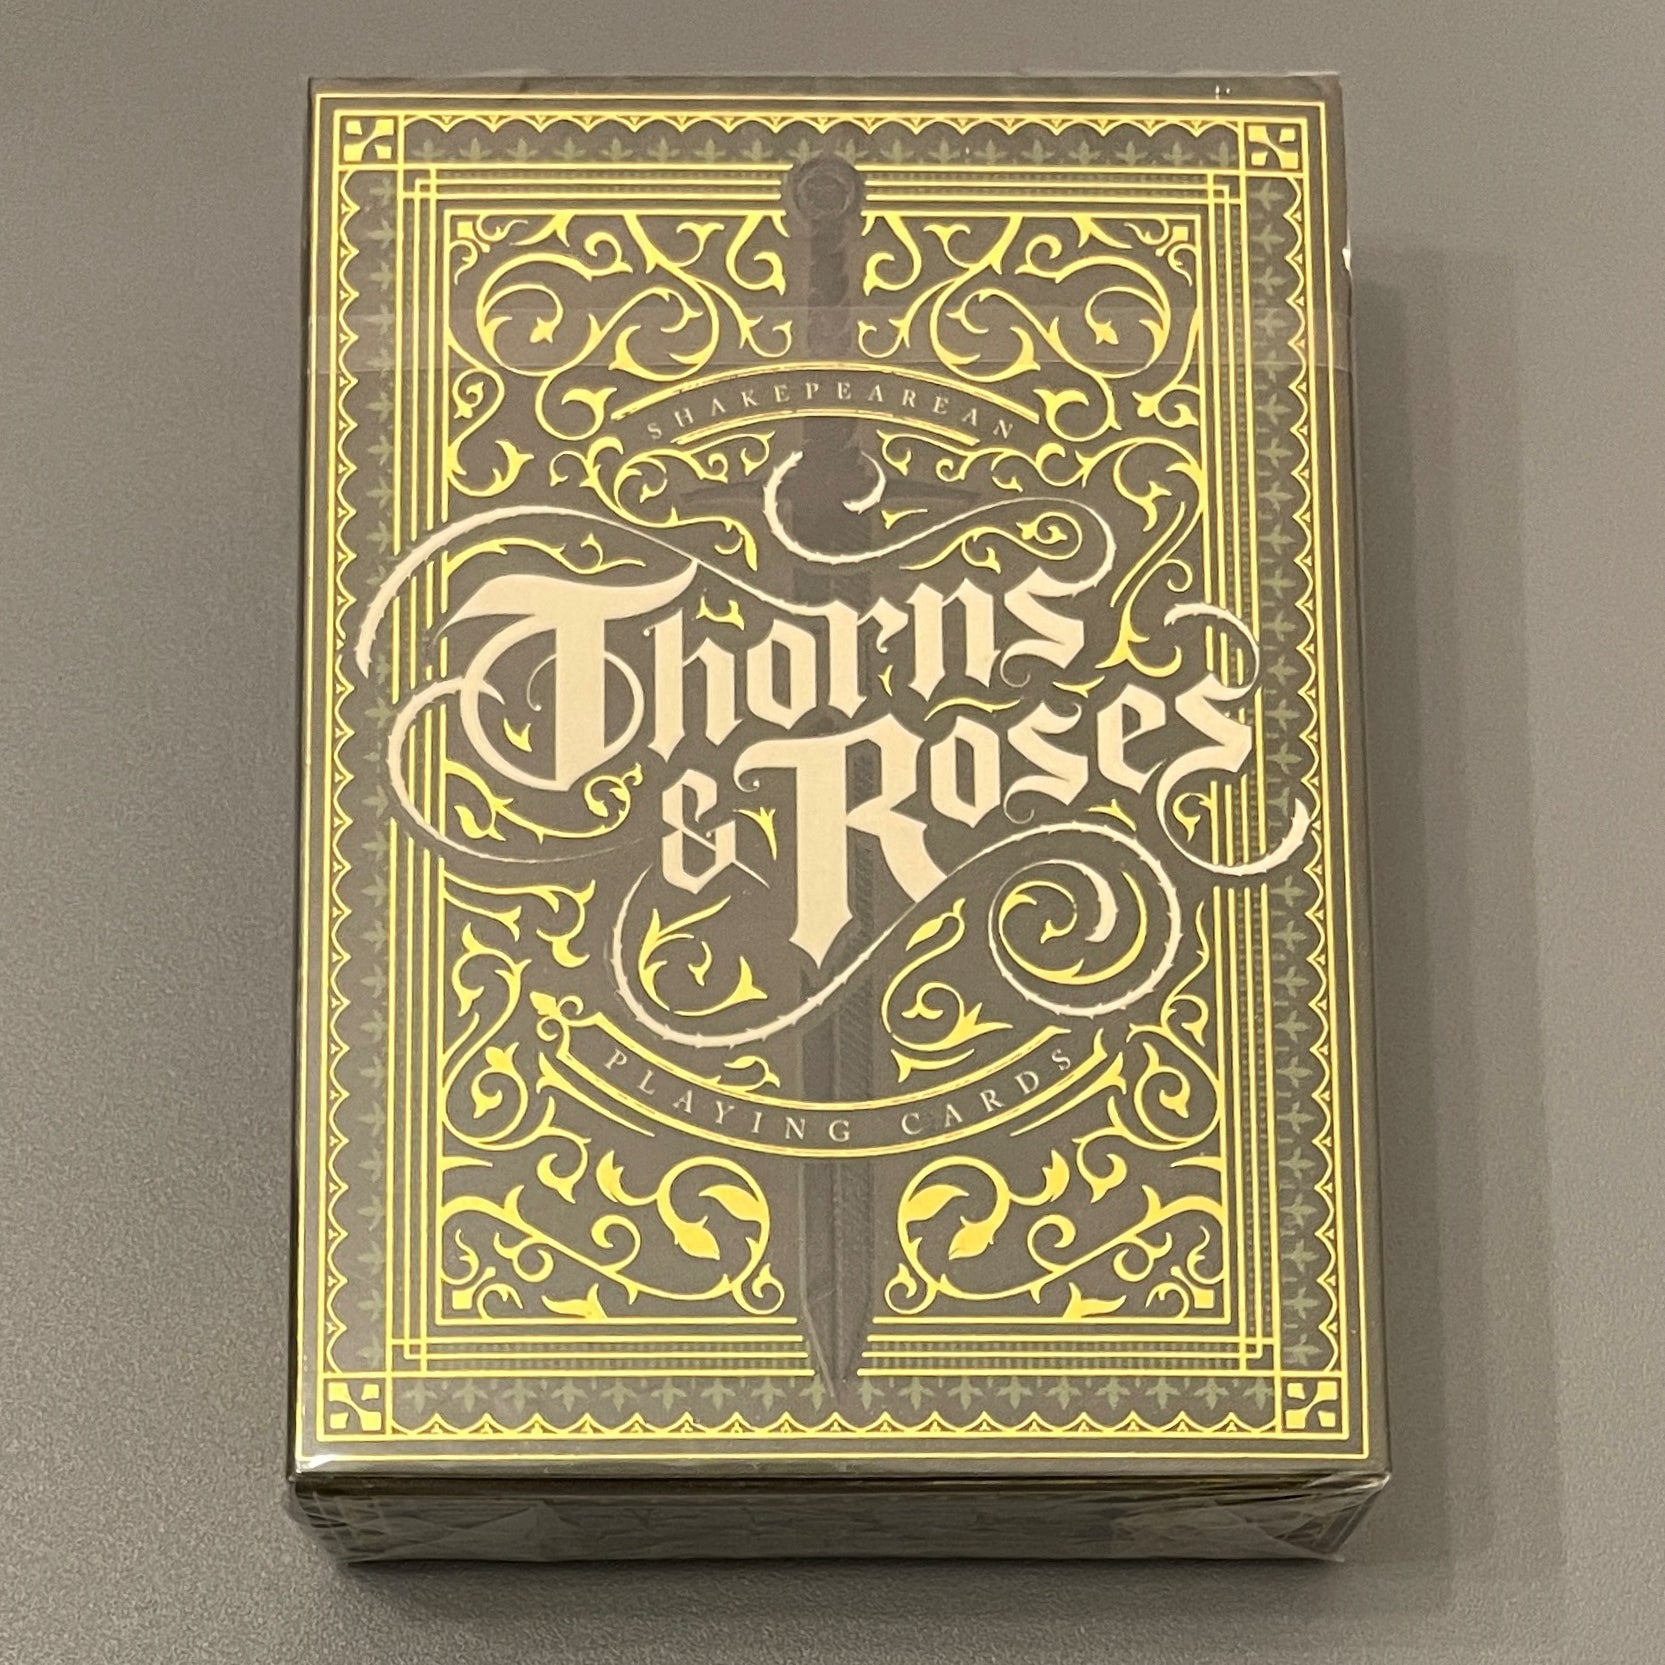 SHAKEPEAREAN
Thorns
& Roses
PLAYING CARDS